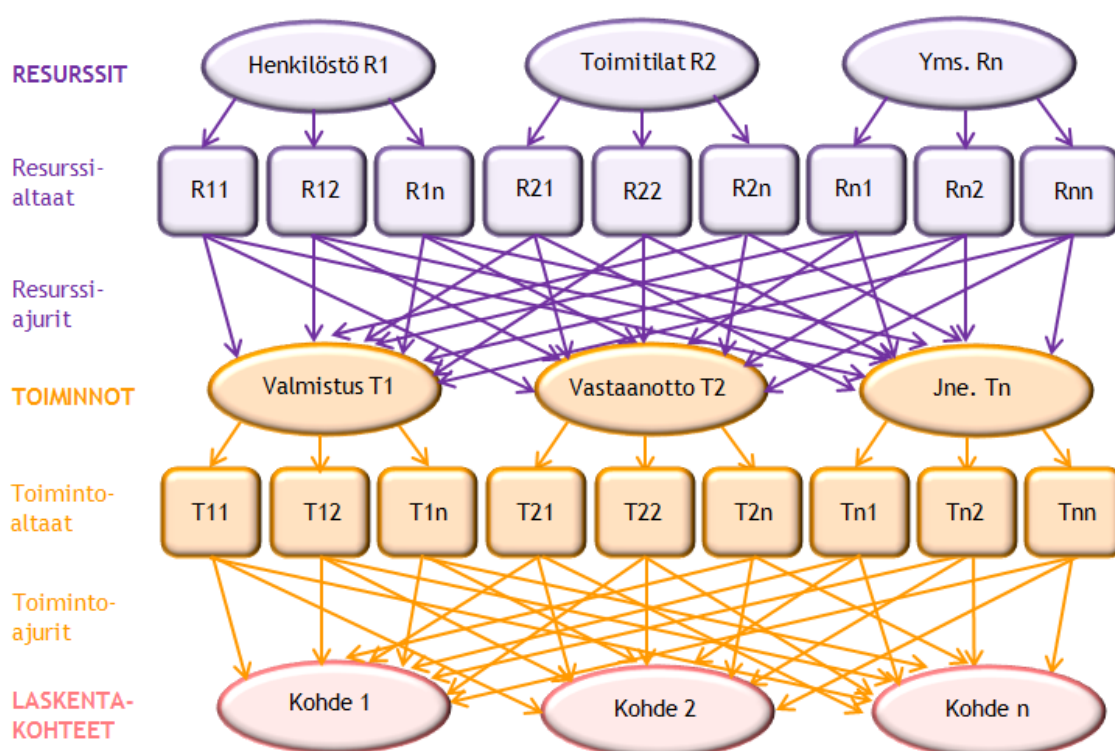 RESURSSIT
Henkilöstö R1
Toimitilat R2
Yms. Rn
Resurssi-
altaat
R11
R12
R1n
R21
R22
R2n
Rn1
Rn2
Rnn
Resurssi-
ajurit
TOIMINNOT
Valmistus T1
Vastaanotto T2
Jne. Tn
Toiminto-
altaat
T11
T12
T1n
T21
T22
T2n
Tn1
Tn2
Tnn
Toiminto-
ajurit
LASKENTA-
KOHTEET
Kohde 1
Kohde 2
Kohde n